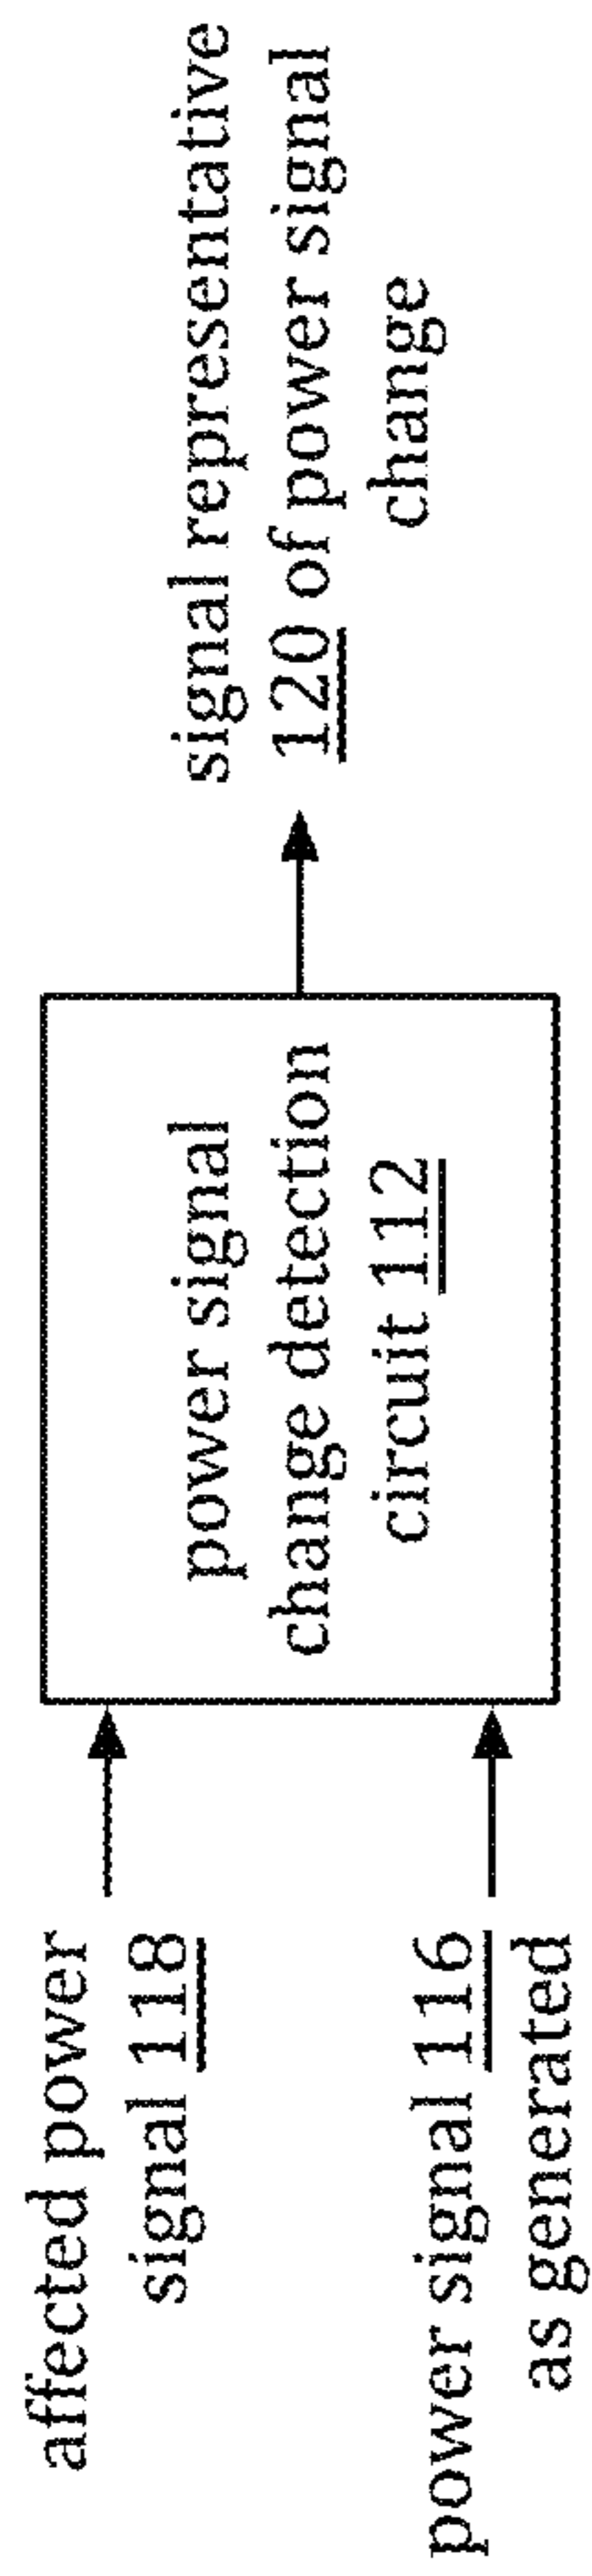 affected power
signal 118
power signal 116
as generated
power signal
change detection
circuit 112
signal representative
120 of power signal
change